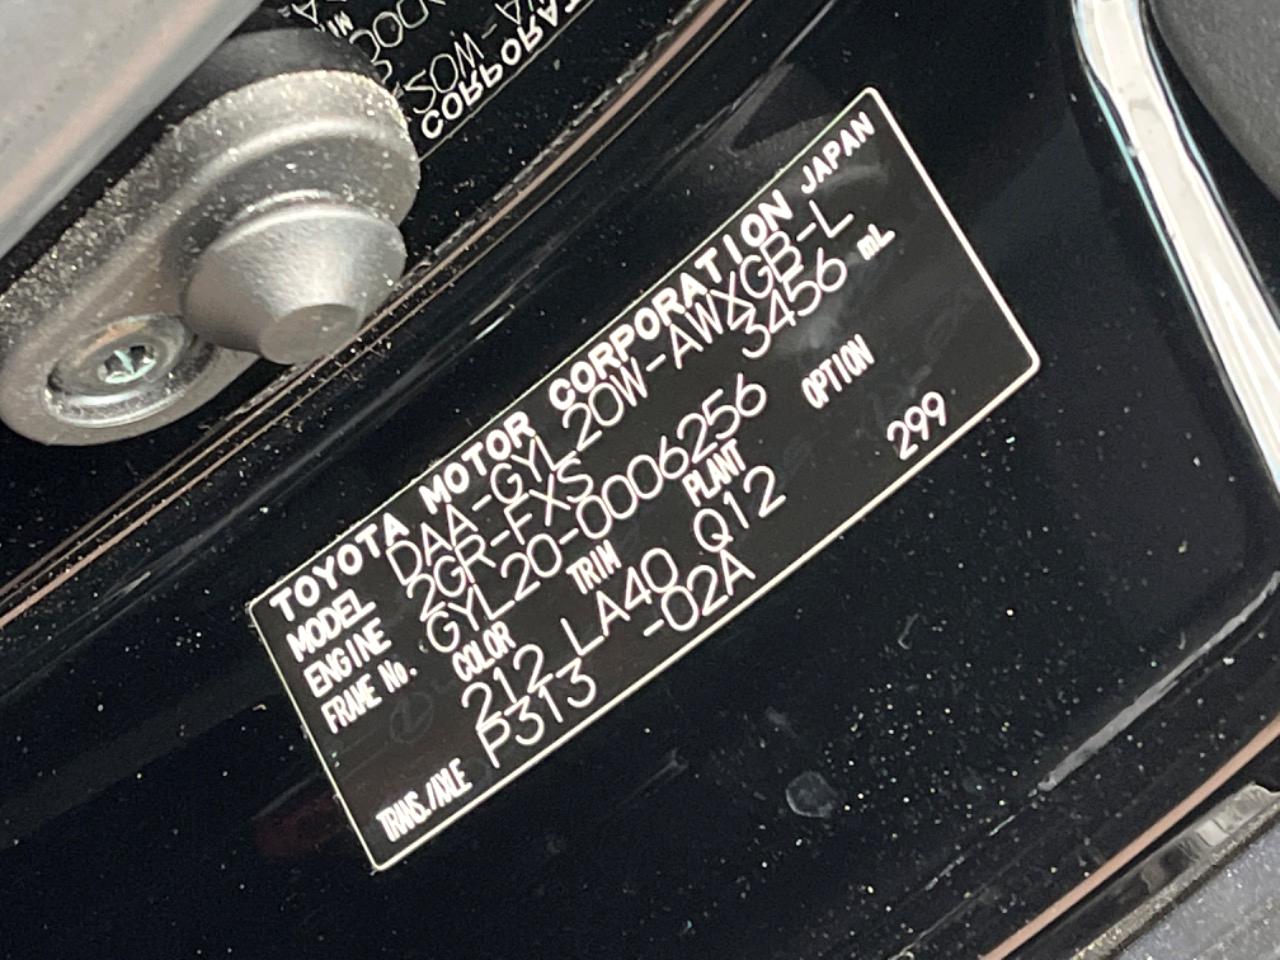 TOYOTA MOTOR CORPORATION JAPAN
MODEL DAA-GYL20W-AWXGB-L
ENGINE 2GR-FXS 3456 mL
FRAME No. GYL20-0006256
COLOR TRIM PLANT OPTION
212 LA40 Q12 299
TRANS./AXLE P313 -02A